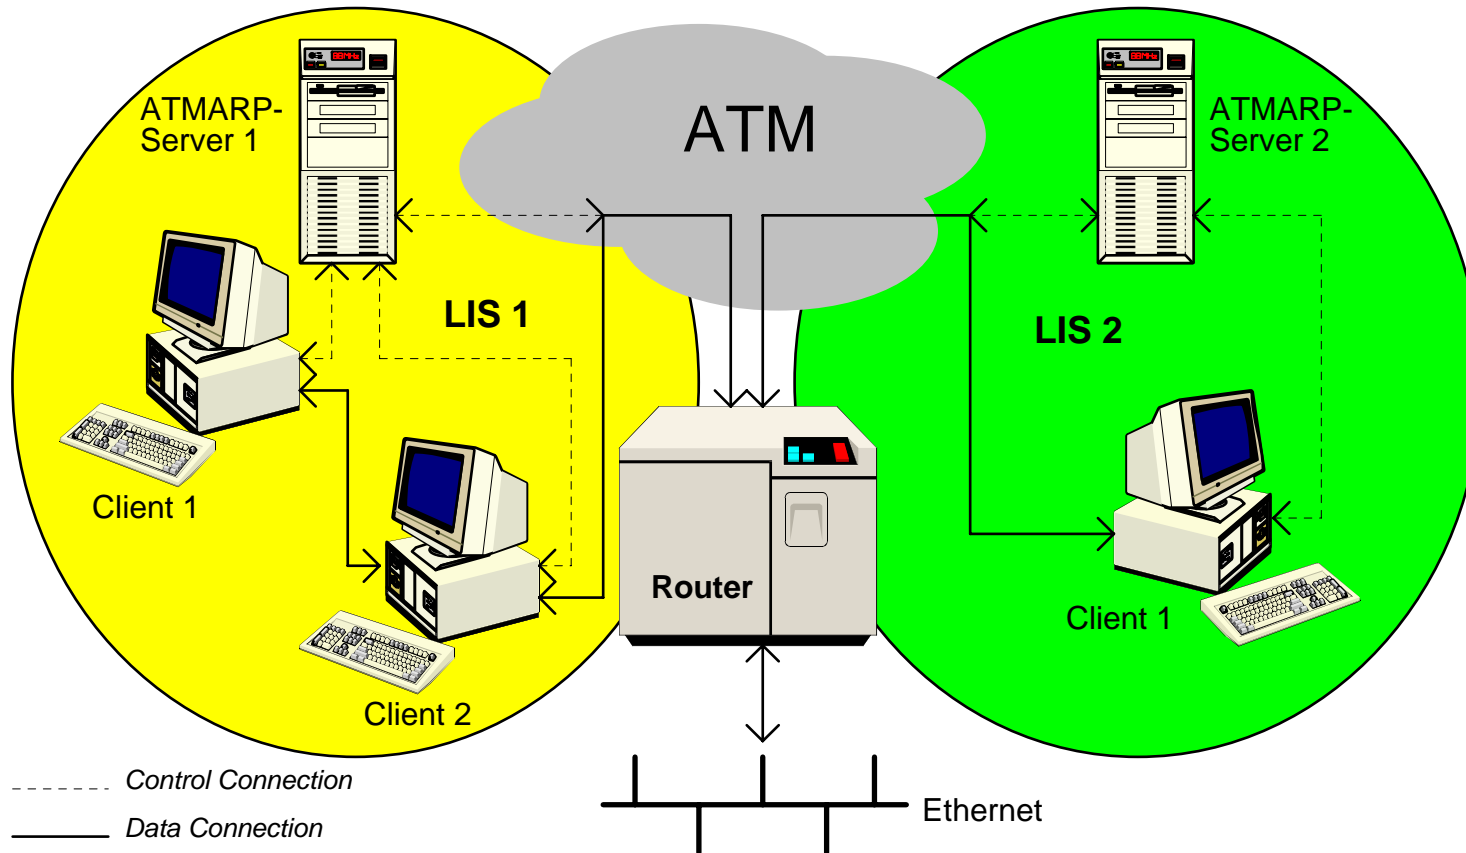 ATMARP-
Server 1
ATM
ATMARP-
Server 2
LIS 1
LIS 2
Client 1
Router
Client 1
Client 2
Control Connection
Ethernet
Data Connection